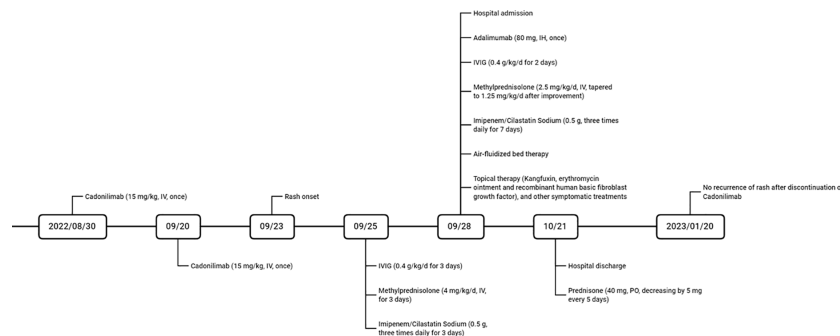 Hospital admission
Adalimumab (80 mg, IH, once)
IVIG (0.4 g/kg/d for 2 days)
Methylprednisolone (2.5 mg/kg/d, IV, tapered
to 1.25 mg/kg/d after improvement)
Imipenem/Cilastatin Sodium (0.5 g, three times
daily for 7 days)
Air-fluidized bed therapy
Topical therapy (Kangfuxin, erythromycin
ointment and recombinant human basic fibroblast
growth factor), and other symptomatic treatments
Cadonilimab (15 mg/kg, IV, once)
Rash onset
No recurrence of rash after discontinuation o
Cadonilimab
2022/08/30
09/20
09/23
09/25
09/28
10/21
2023/01/20
Cadonilimab (15 mg/kg, IV, once)
IVIG (0.4 g/kg/d for 3 days)
Methylprednisolone (4 mg/kg/d, IV,
for 3 days)
Imipenem/Cilastatin Sodium (0.5 g,
three times daily for 3 days)
Hospital discharge
Prednisone (40 mg, PO, decreasing by 5 mg
every 5 days)